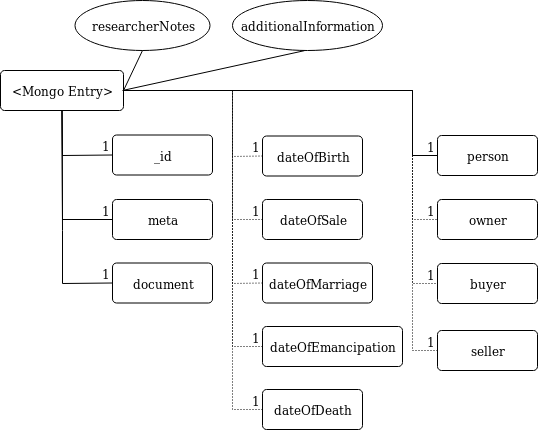 researcherNotes
additionalInformation
<Mongo Entry>
1
_id
1
dateOfBirth
1
person
1
meta
1
dateOfSale
1
owner
1
document
1
dateOfMarriage
1
buyer
1
dateOfEmancipation
1
seller
1
dateOfDeath